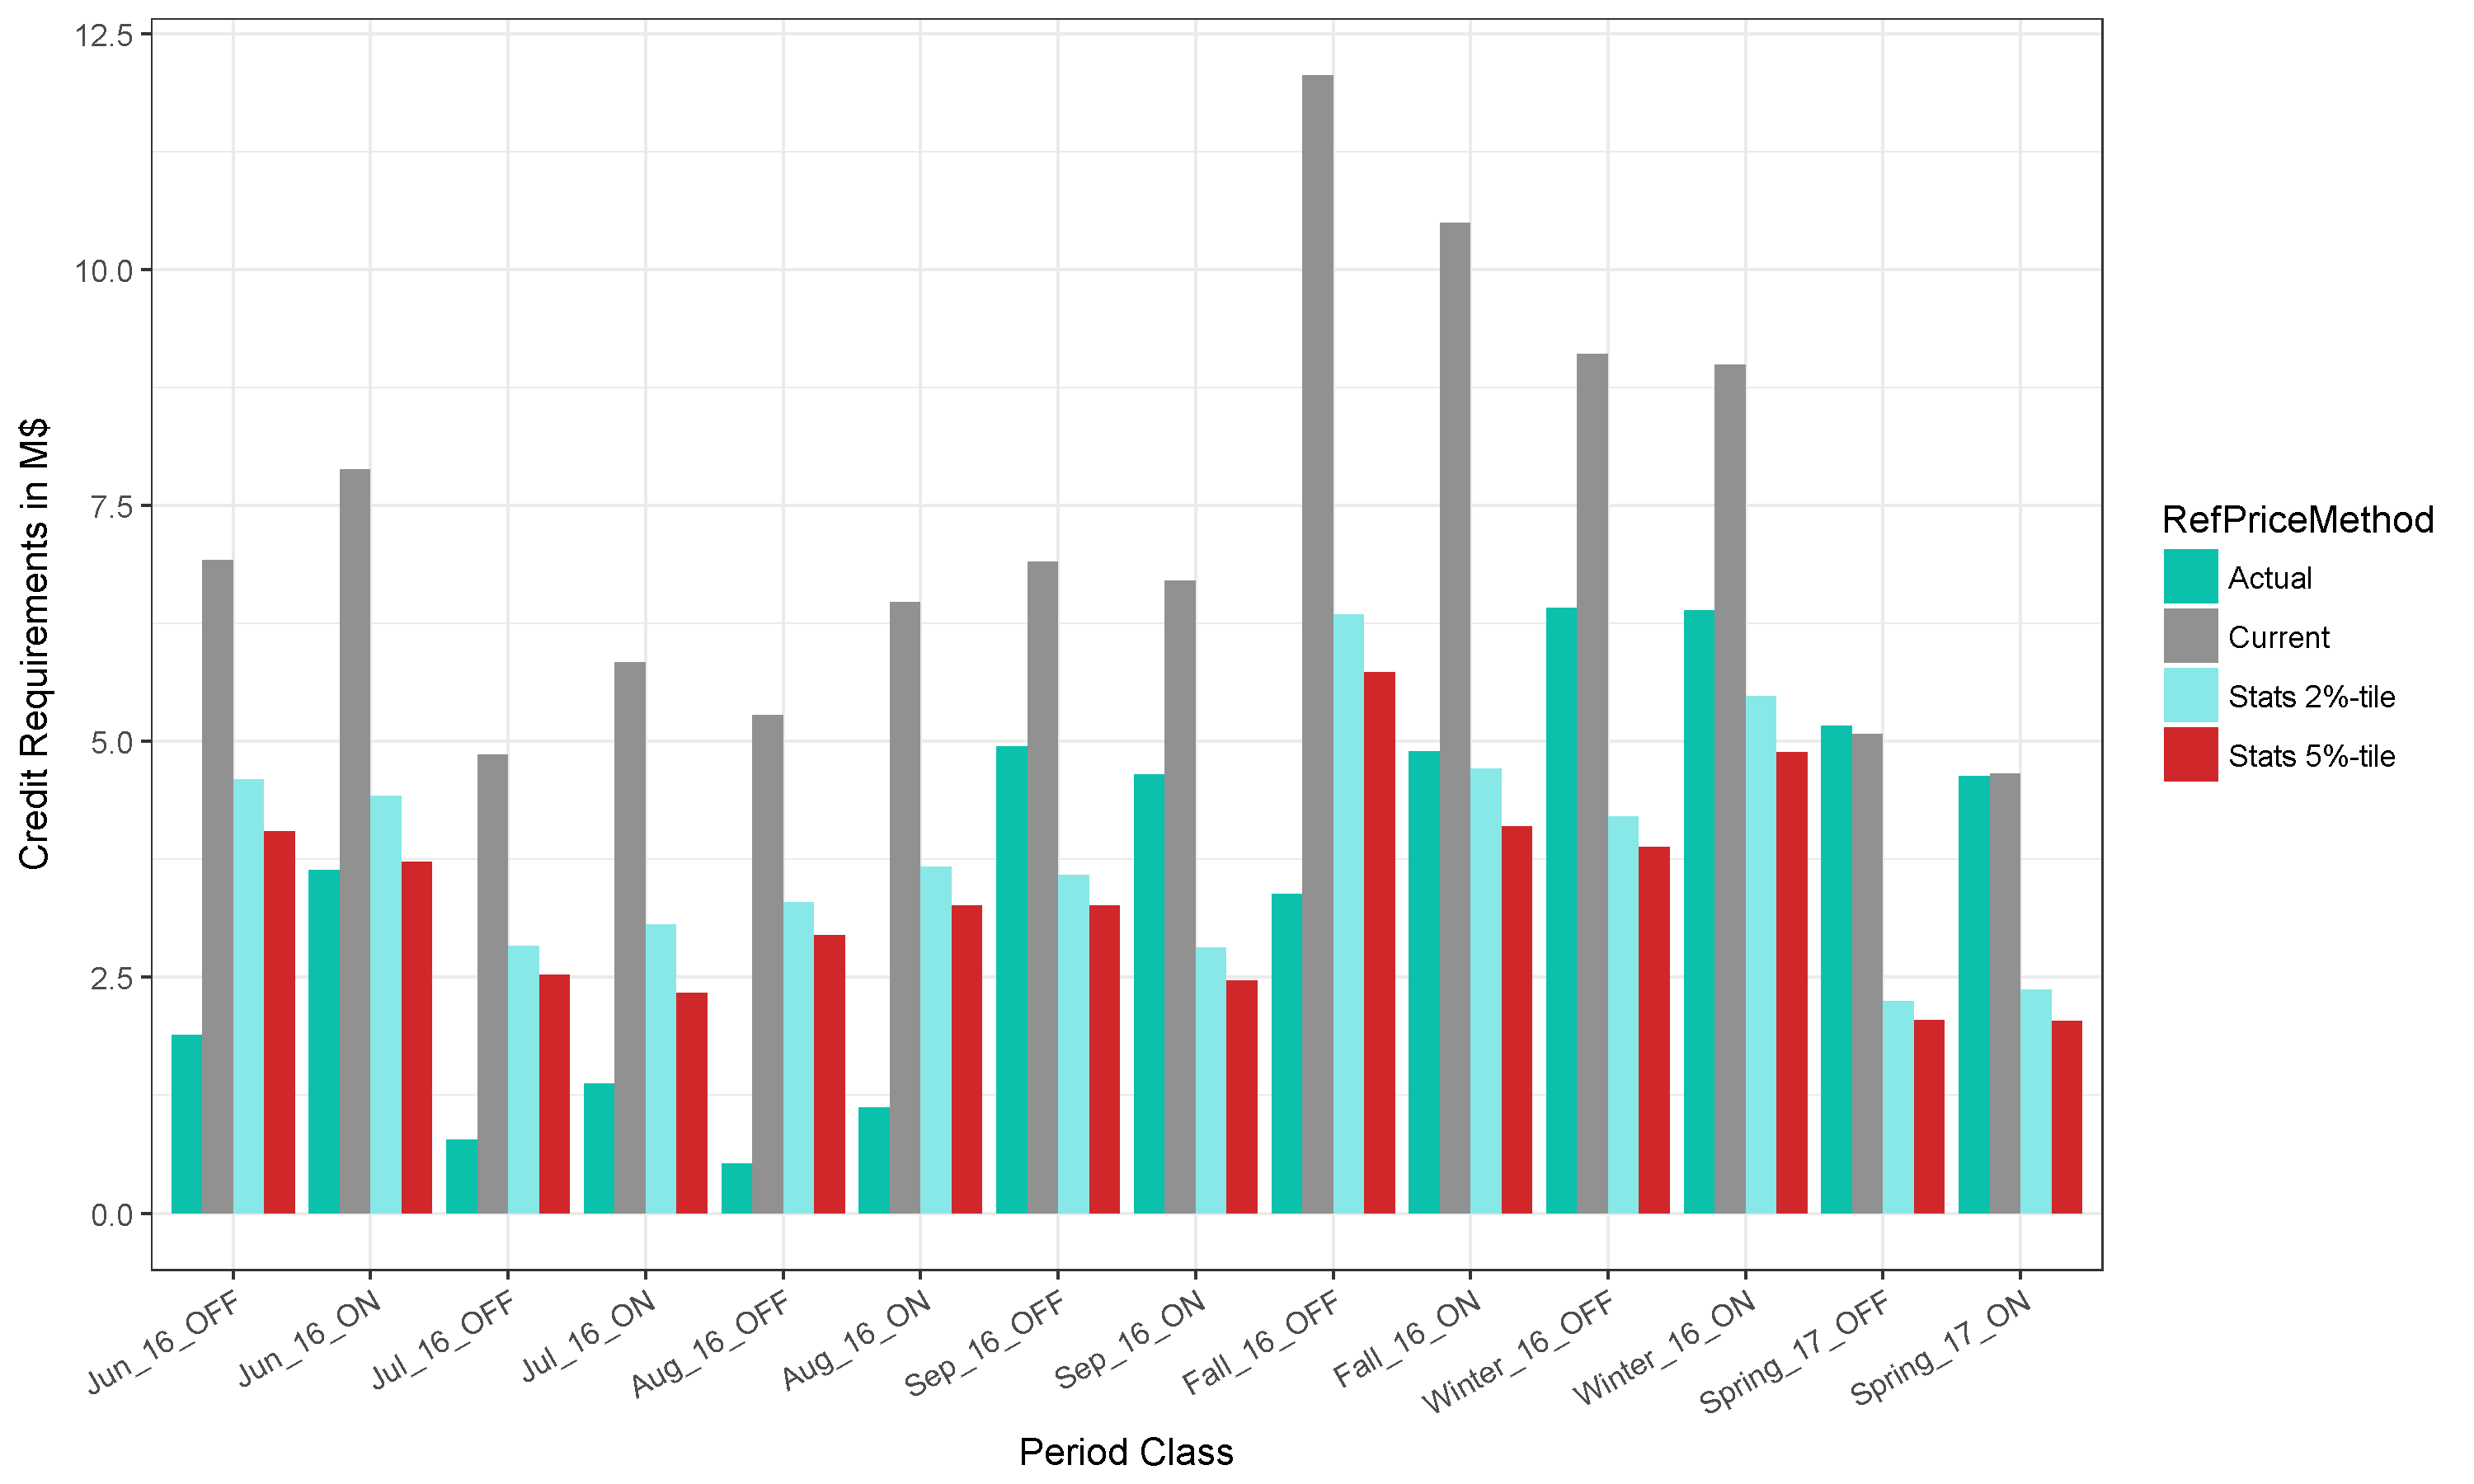 Credit Requirements in M$
12.5
10.0
7.5
5.0
2.5
0.0
Jun_16_OFF
Jun_16_ON
Jul_16_OFF
Jul_16_ON
Aug_16_OFF
Aug_16_ON
Sep_16_OFF
Sep_16_ON
Fall_16_OFF
Fall_16_ON
Winter_16_OFF
Winter_16_ON
Spring_17_OFF
Spring_17_ON
Period Class
RefPriceMethod
Actual
Current
Stats 2%-tile
Stats 5%-tile